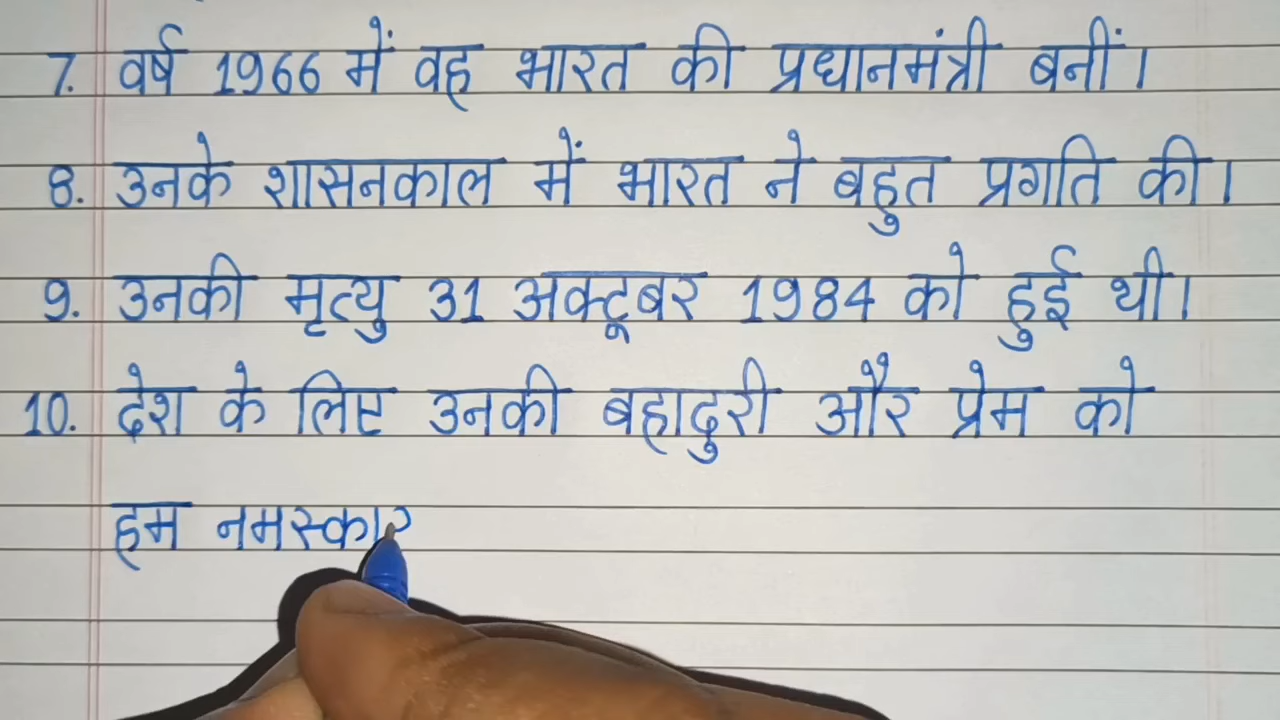 7. वर्ष 1966 में वह भारत की प्रधानमंत्री बनीं।
8. उनके शासनकाल में भारत ने बहुत प्रगति की।
9. उनकी मृत्यु 31 अक्टूबर 1984 को हुई थी।
10. देश के लिए उनकी बहादुरी और प्रेम को
हम नमस्कार